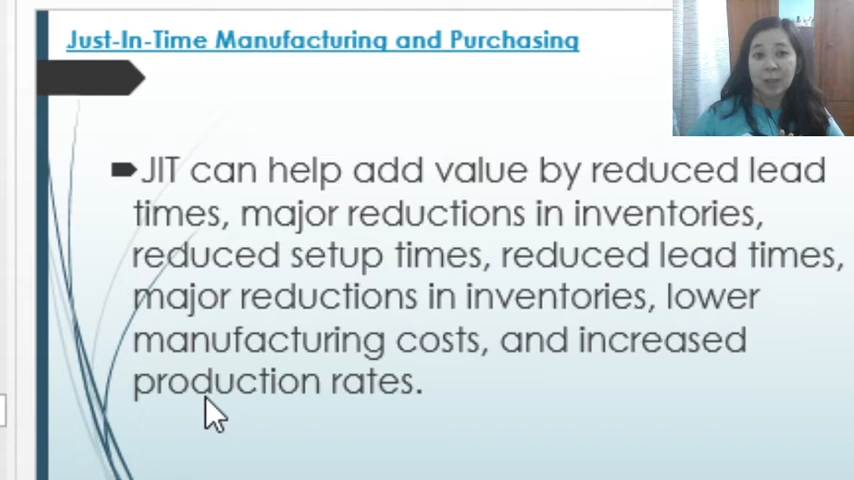 Just-In-Time Manufacturing and Purchasing
JIT can help add value by reduced lead
times, major reductions in inventories,
reduced setup times, reduced lead times,
major reductions in inventories, lower
manufacturing costs, and increased
production rates.